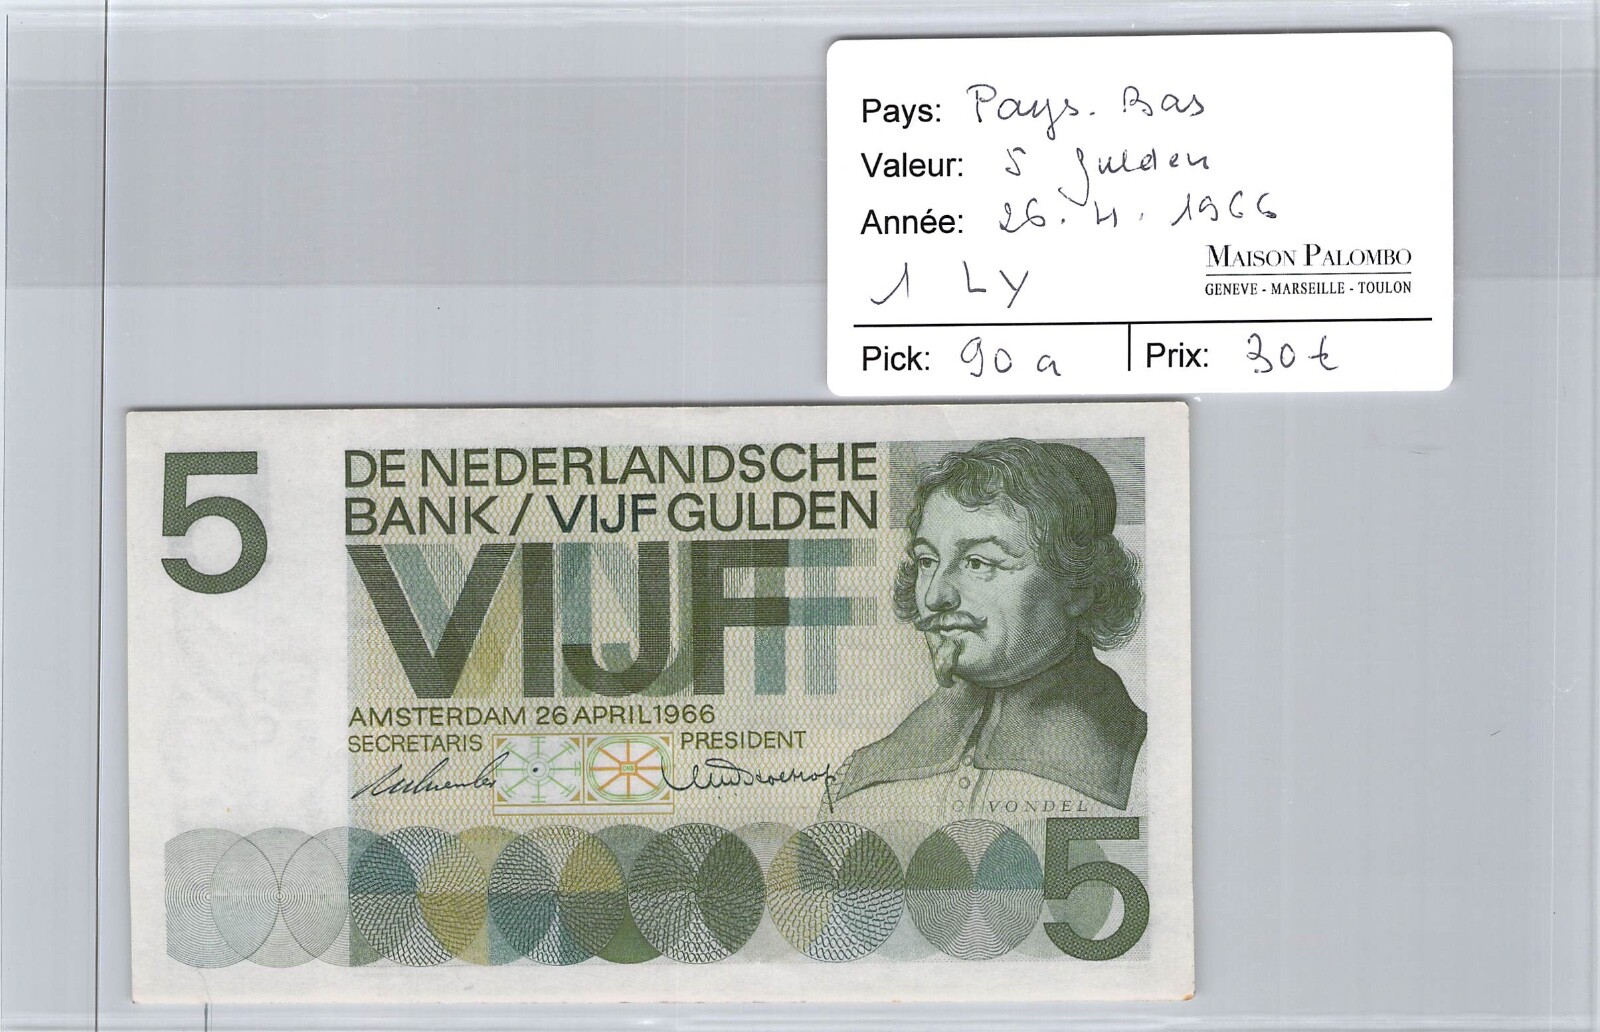 Pays: Pays-Bas
Valeur: 5 gulden
Année: 26.4.1966
1 LY
MAISON PALOMBO
GENEVE - MARSEILLE - TOULON
Pick: 90 a
Prix: 30 €
5
DE NEDERLANDSCHE
BANK / VIJF GULDEN
VIJF
AMSTERDAM 26 APRIL 1966
SECRETARIS
PRESIDENT
VONDEL
5